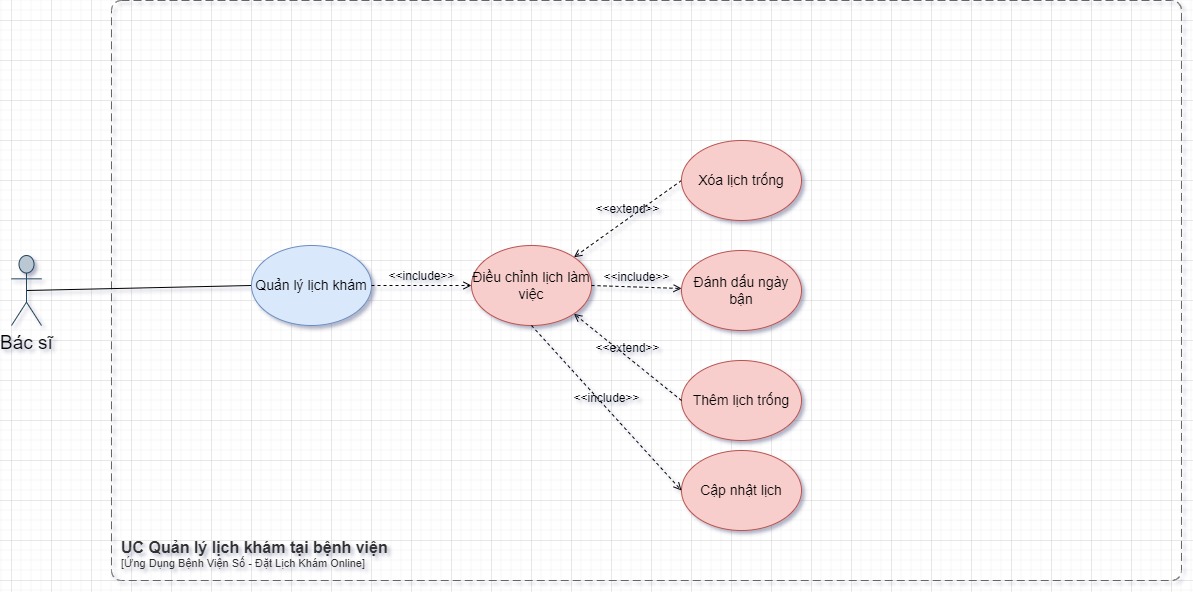 Xóa lịch trống
<<extend>>
Quản lý lịch khám
<<include>>
Điều chỉnh lịch làm
việc
<<include>>
Đánh dấu ngày
bận
Bác sĩ
<<extend>>
Thêm lịch trống
<<include>>
Cập nhật lịch
UC Quản lý lịch khám tại bệnh viện
[Ứng Dụng Bệnh Viện Số - Đặt Lịch Khám Online]